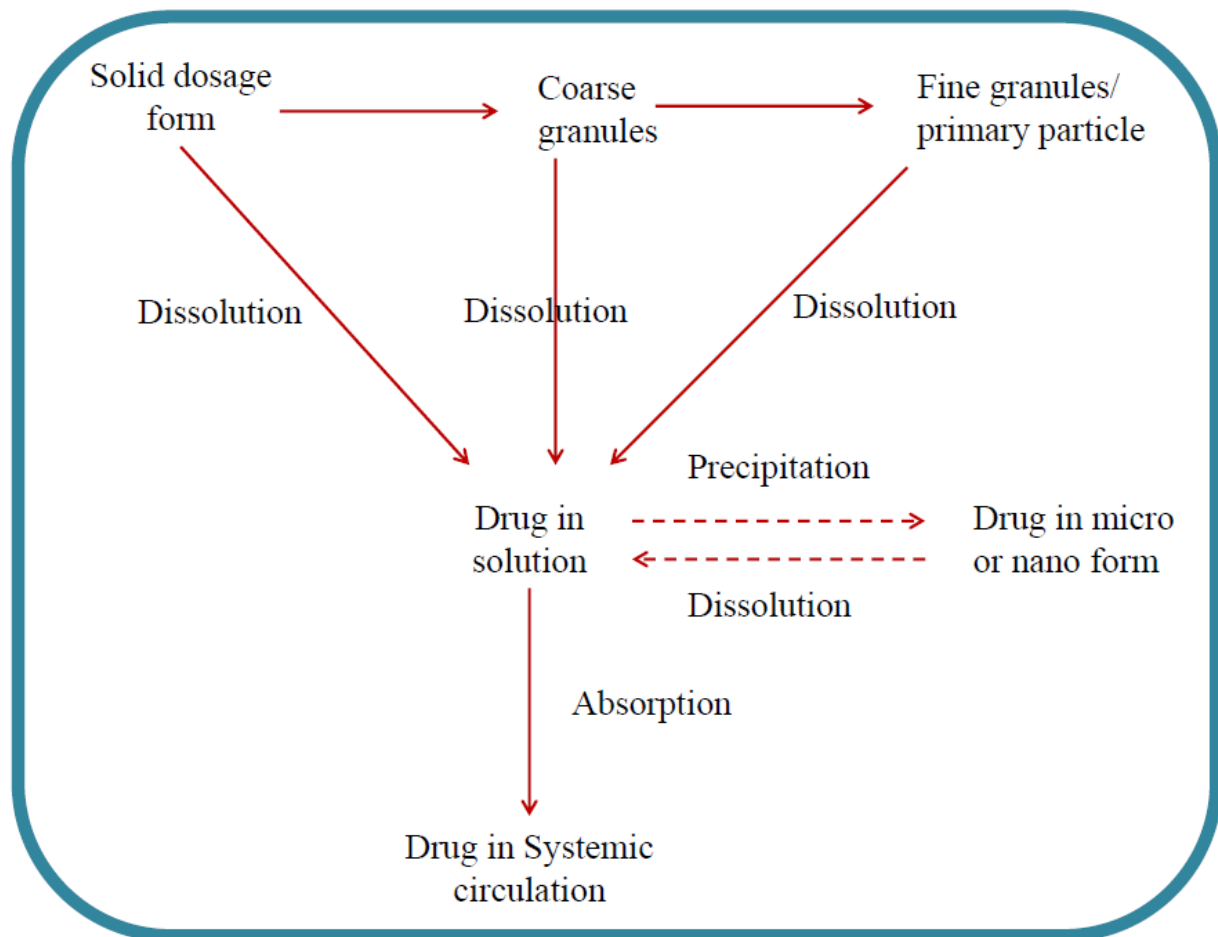 Solid dosage
form
Coarse
granules
Fine granules/
primary particle
Dissolution
Dissolution
Dissolution
Precipitation
Drug in
solution
Drug in micro
or nano form
Dissolution
Absorption
Drug in Systemic
circulation